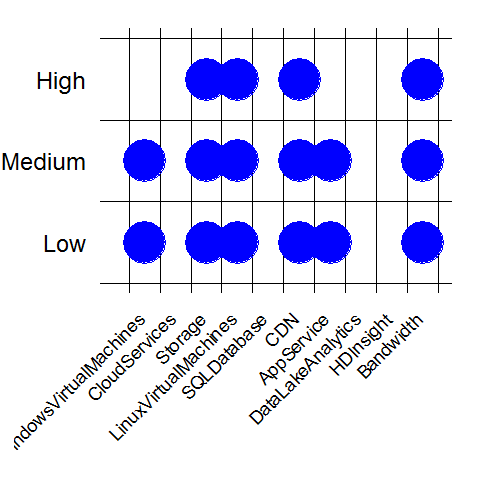 High
Medium
Low
ndowsVirtualMachines
CloudServices
Storage
LinuxVirtualMachines
SQLDatabase
CDN
AppService
DataLakeAnalytics
HDInsight
Bandwidth